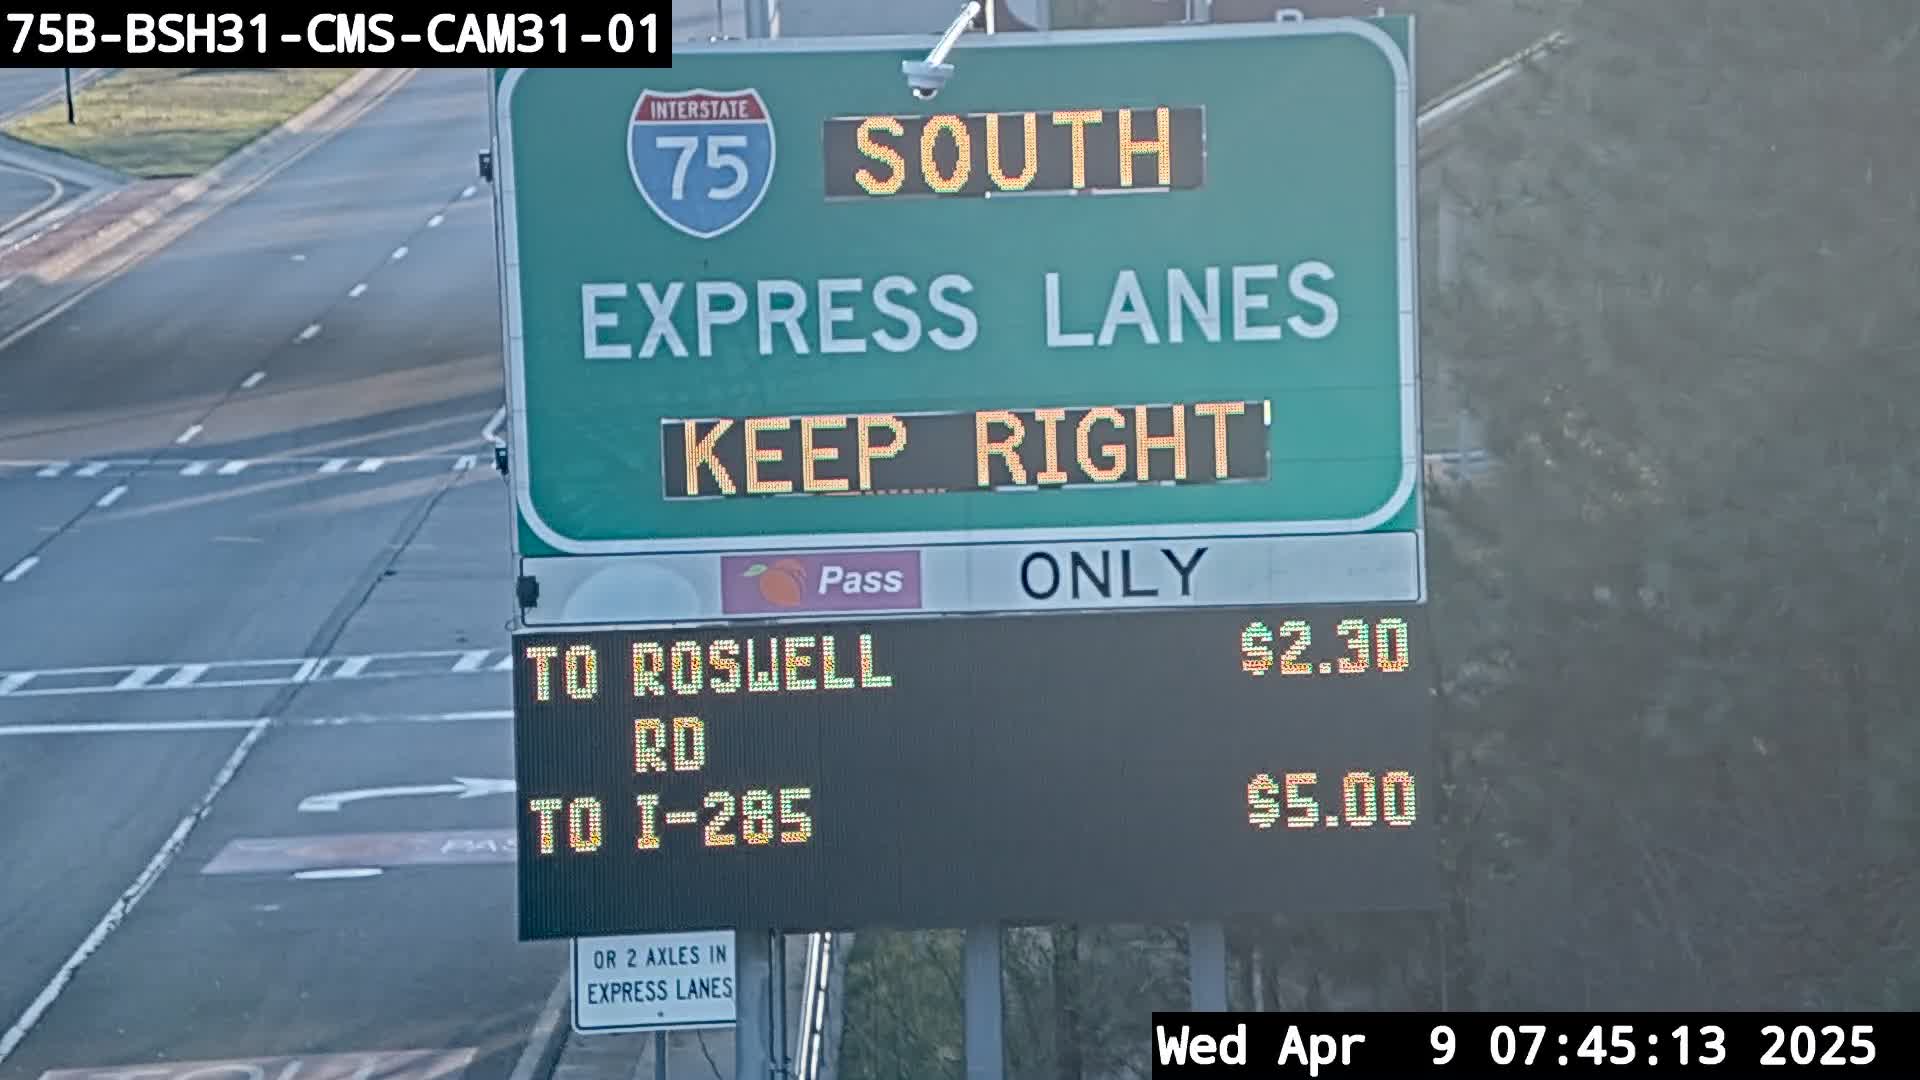 75B-BSH31-CMS-CAM31-01
INTERSTATE
75
SOUTH
EXPRESS LANES
KEEP RIGHT
Pass ONLY
TO ROSWELL $2.30
RD
TO I-285 $5.00
OR 2 AXLES IN
EXPRESS LANES
Wed Apr 9 07:45:13 2025